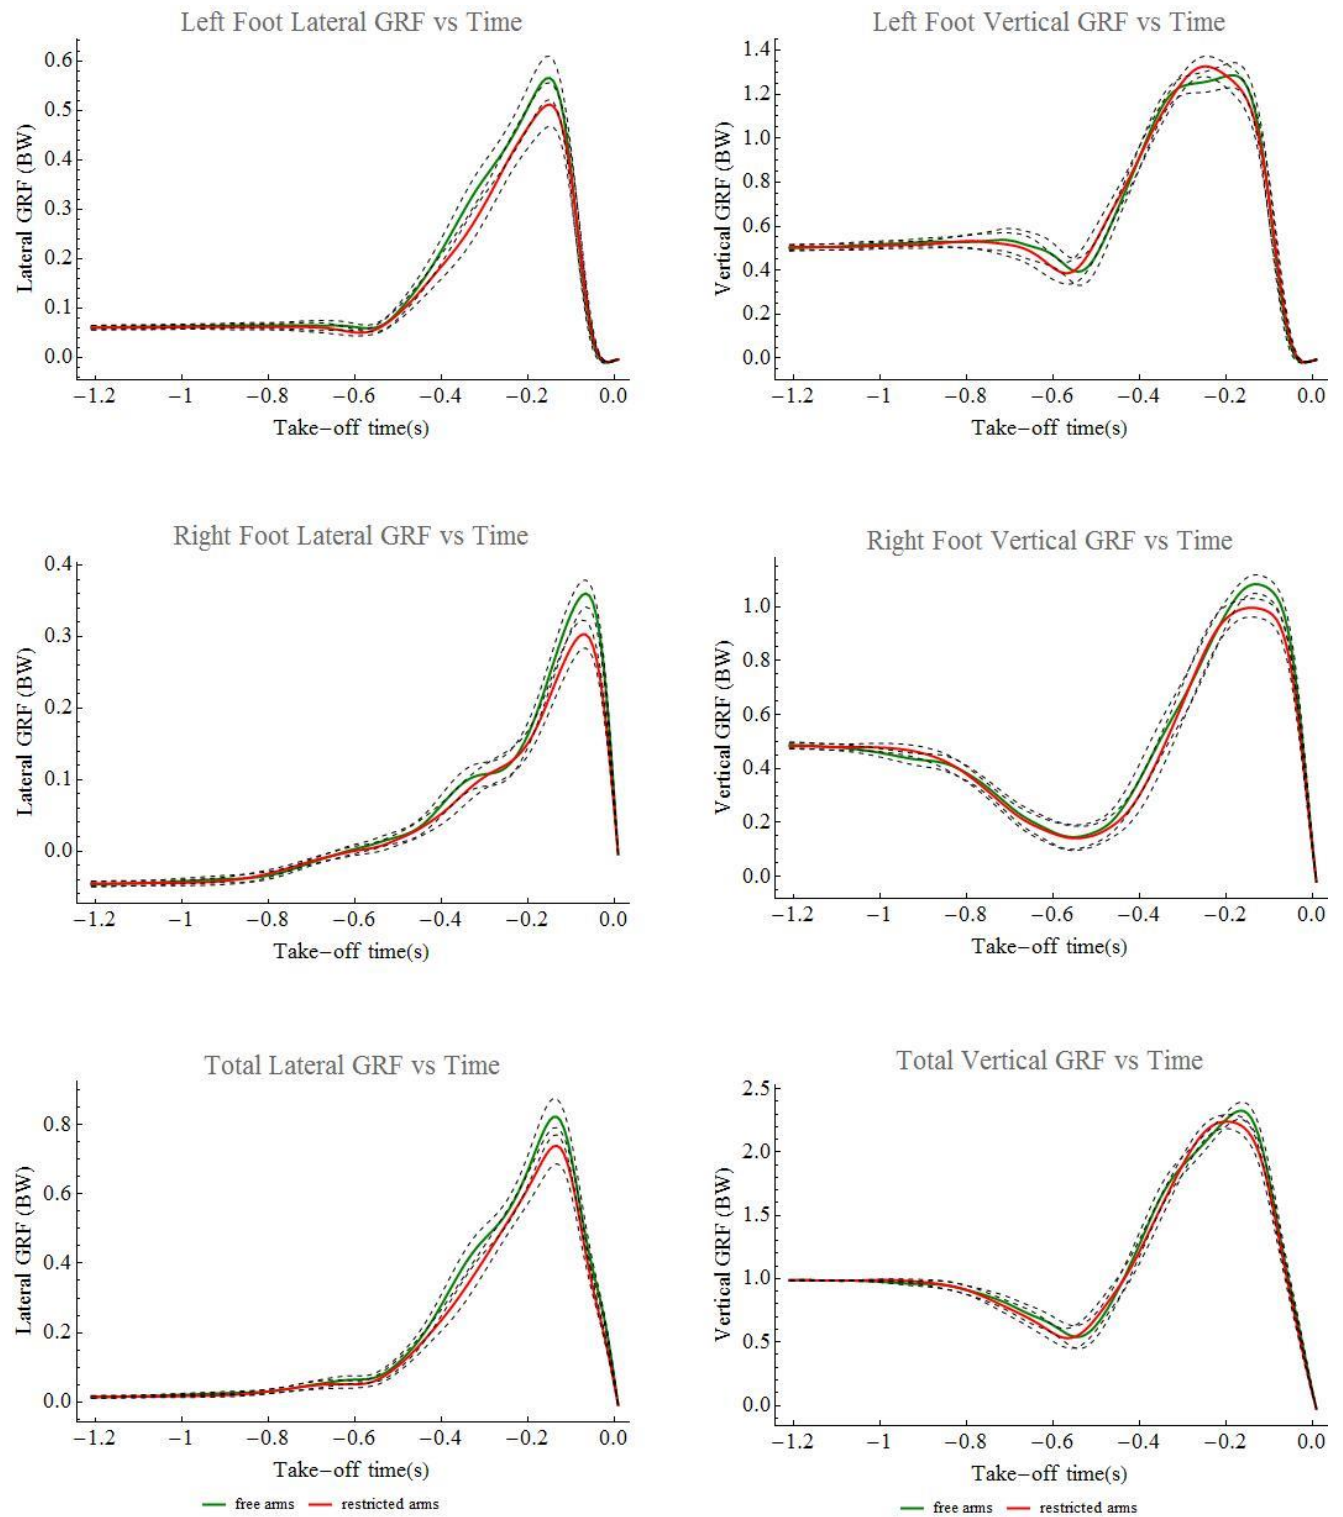 Left Foot Lateral GRF vs Time
Lateral GRF (BW)
0.6
0.5
0.4
0.3
0.2
0.1
0.0
−1.2 −1 −0.8 −0.6 −0.4 −0.2 0.0
Take−off time(s)
Left Foot Vertical GRF vs Time
Vertical GRF (BW)
1.4
1.2
1.0
0.8
0.6
0.4
0.2
0.0
−1.2 −1 −0.8 −0.6 −0.4 −0.2 0.0
Take−off time(s)
Right Foot Lateral GRF vs Time
Lateral GRF (BW)
0.4
0.3
0.2
0.1
0.0
−1.2 −1 −0.8 −0.6 −0.4 −0.2 0.0
Take−off time(s)
Right Foot Vertical GRF vs Time
Vertical GRF (BW)
1.0
0.8
0.6
0.4
0.2
0.0
−1.2 −1 −0.8 −0.6 −0.4 −0.2 0.0
Take−off time(s)
Total Lateral GRF vs Time
Lateral GRF (BW)
0.8
0.6
0.4
0.2
0.0
−1.2 −1 −0.8 −0.6 −0.4 −0.2 0.0
Take−off time(s)
free arms restricted arms
Total Vertical GRF vs Time
Vertical GRF (BW)
2.5
2.0
1.5
1.0
0.5
0.0
−1.2 −1 −0.8 −0.6 −0.4 −0.2 0.0
Take−off time(s)
free arms restricted arms